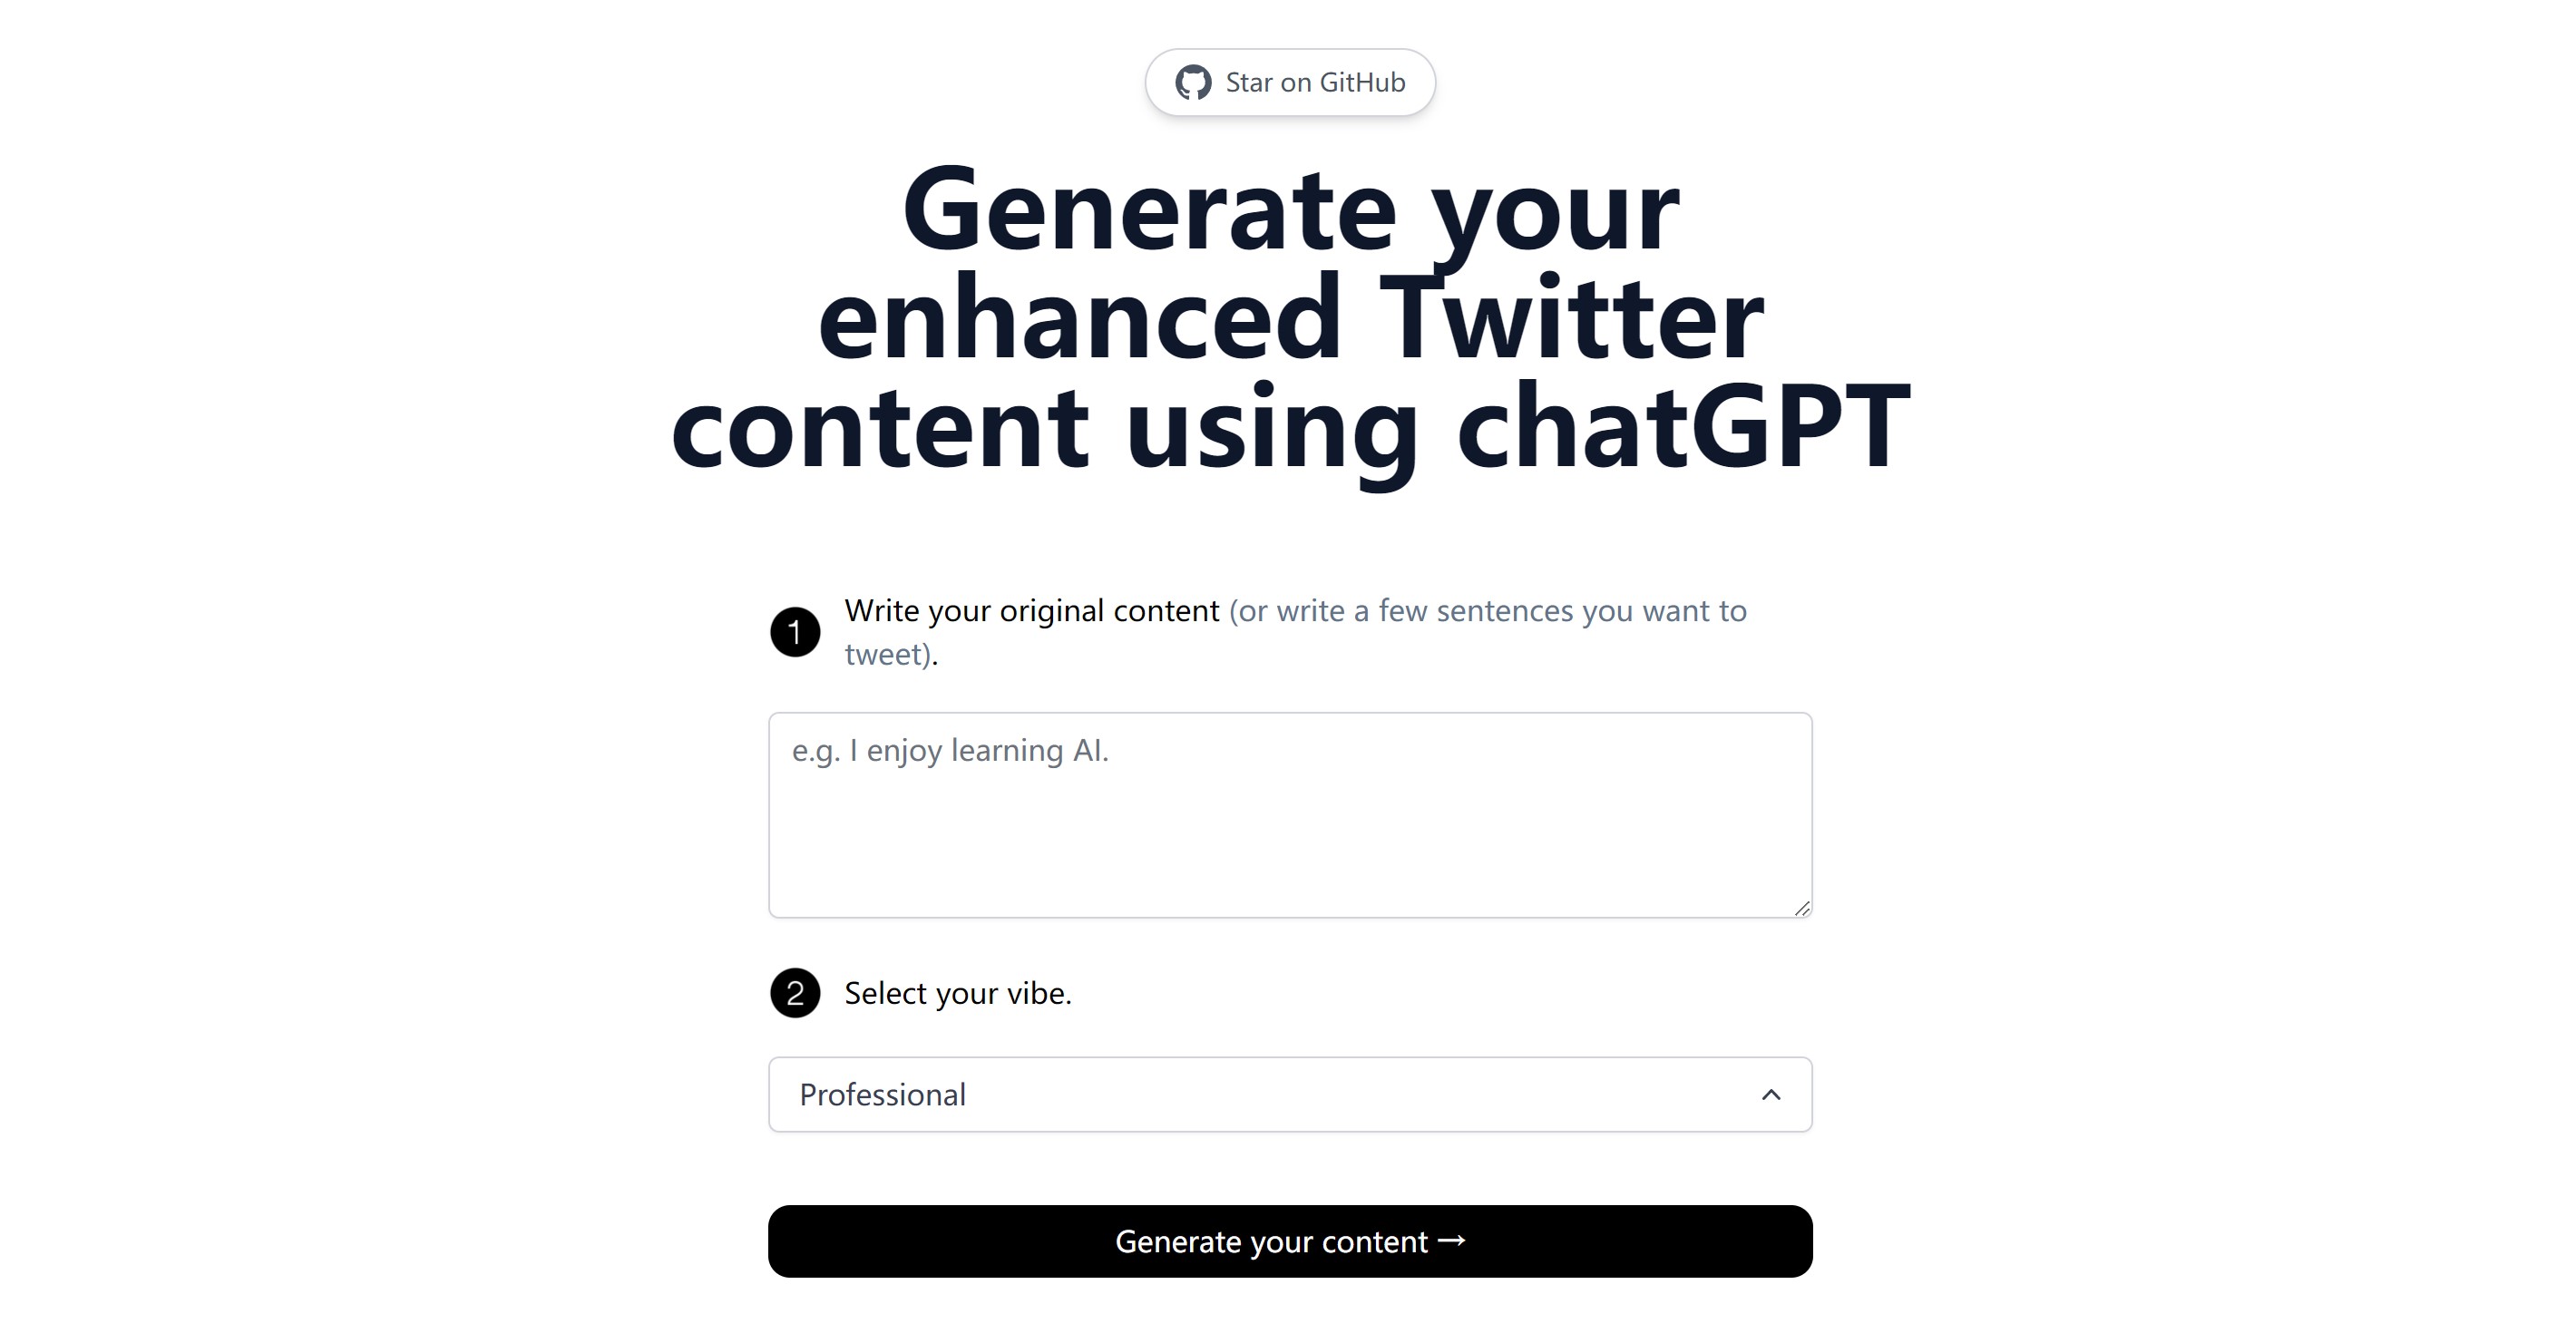 Star on GitHub
Generate your
enhanced Twitter
content using chatGPT
1 Write your original content (or write a few sentences you want to
tweet).
e.g. I enjoy learning AI.
2 Select your vibe.
Professional
Generate your content →